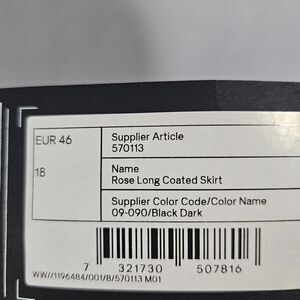 EUR 46
18
Supplier Article
570113
Name
Rose Long Coated Skirt
Supplier Color Code/Color Name
09-090/Black Dark
7 321730 507816
WW//1196484/001/8/570113 M01